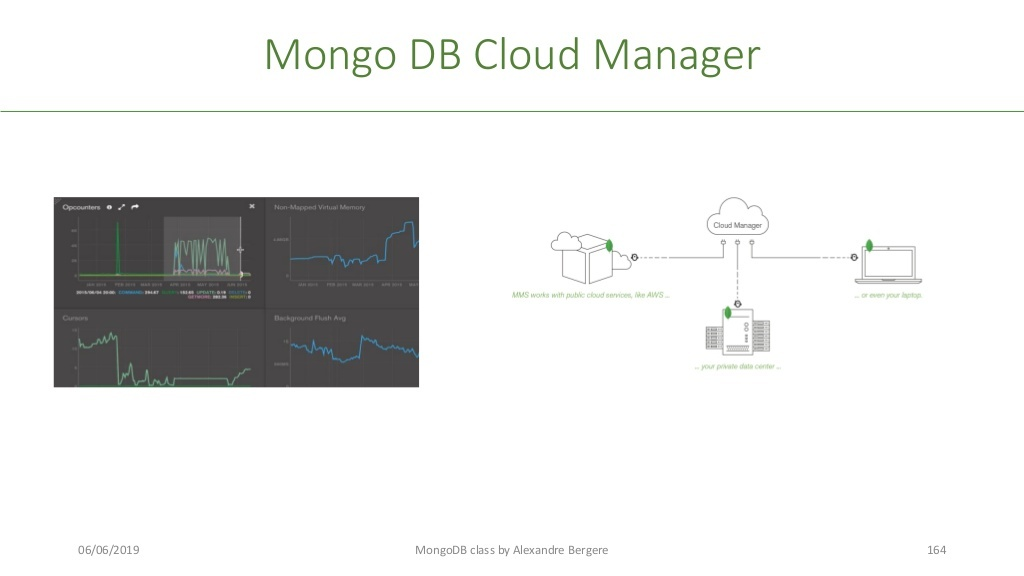 Mongo DB Cloud Manager
Opcounters
Non-Mapped Virtual Memory
Cursors
Background Flush Avg
Cloud Manager
MMS works with public cloud services, like AWS ...
... or even your laptop.
... your private data center ...
06/06/2019
MongoDB class by Alexandre Bergere
164